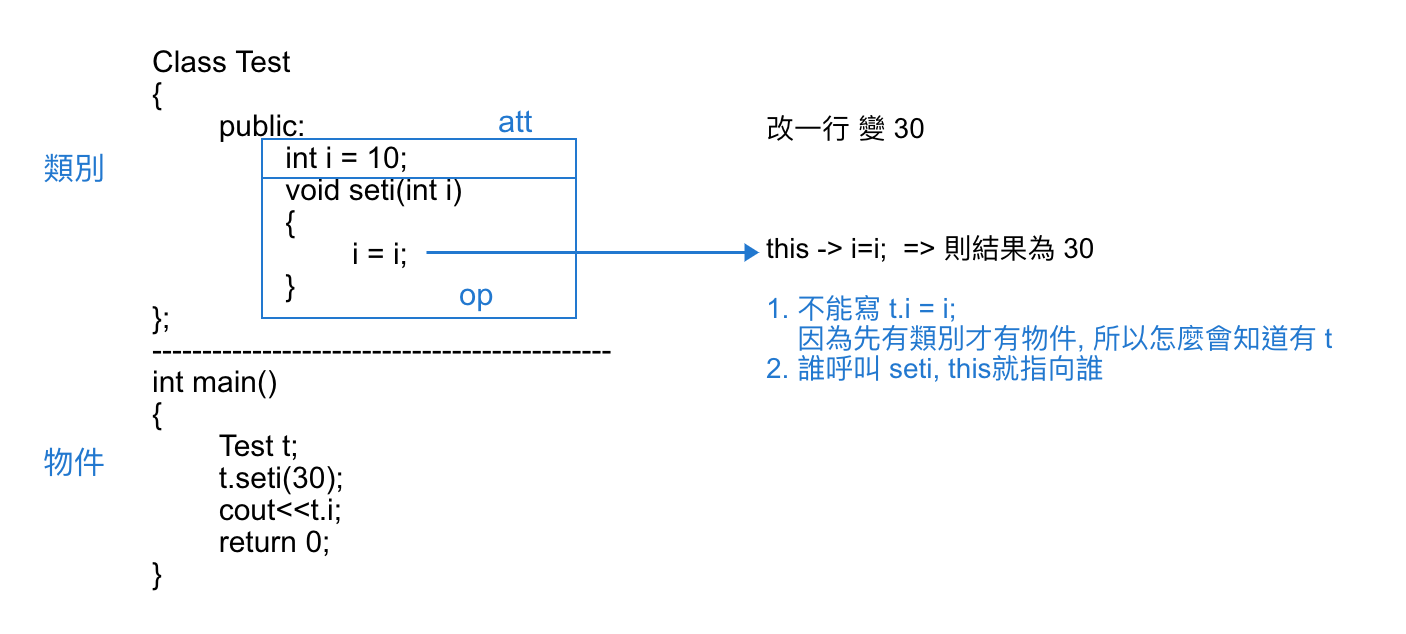 Class Test
{
public:
att
類別
int i = 10;
void seti(int i)
{
i = i;
}
op
};
----------------------------------------------
int main()
{
物件
Test t;
t.seti(30);
cout<<t.i;
return 0;
}
改一行 變 30
this -> i=i;  => 則結果為 30
1. 不能寫 t.i = i;
因為先有類別才有物件, 所以怎麼會知道有 t
2. 誰呼叫 seti, this就指向誰